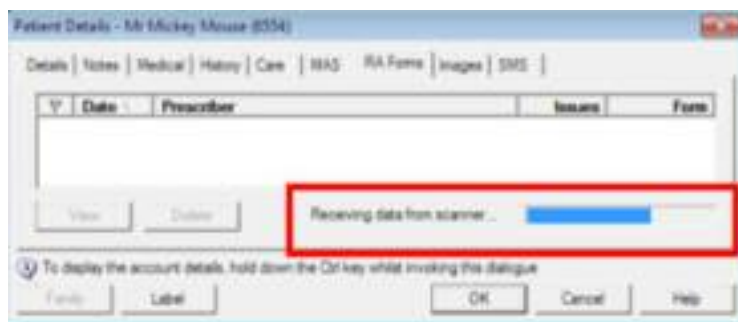 Patient Details - Mr Mickey Mouse (6554)
Details Notes Medical History Care MAS RA Forms Images SMS
Date Prescriber Issues Form
View Delete Receiving data from scanner ...
To display the account details, hold down the Ctrl key whilst invoking this dialogue
Family Label OK Cancel Help